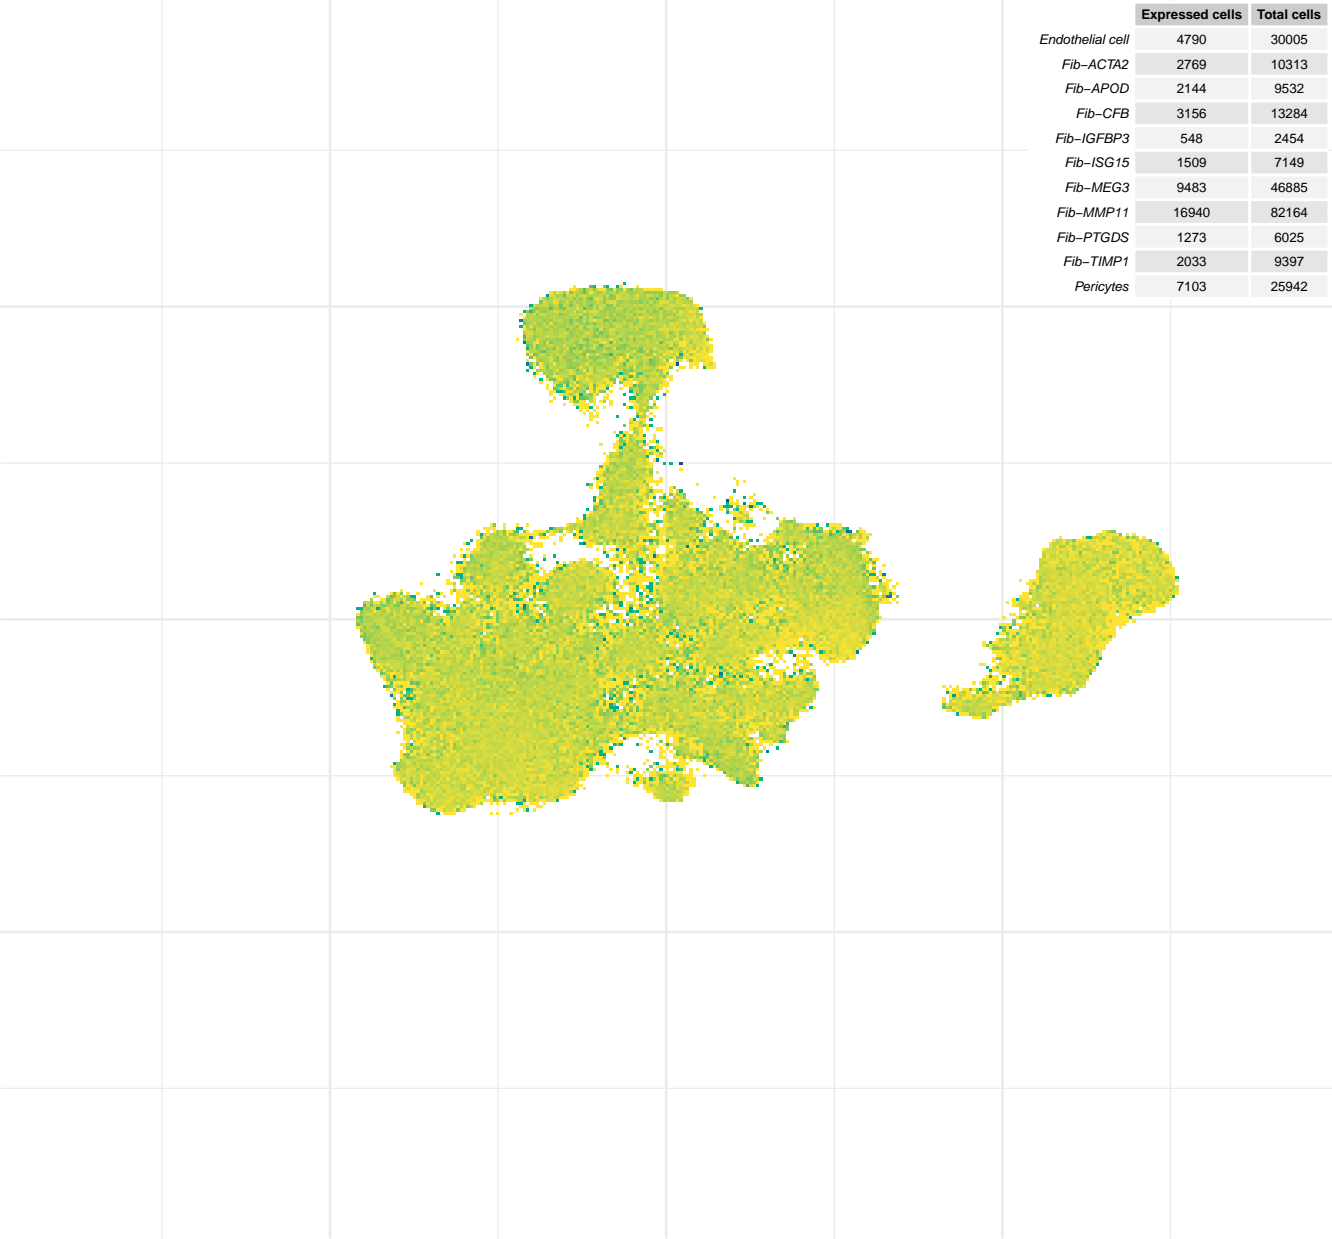 Expressed cells Total cells
Endothelial cell 4790 30005
Fib−ACTA2 2769 10313
Fib−APOD 2144 9532
Fib−CFB 3156 13284
Fib−IGFBP3 548 2454
Fib−ISG15 1509 7149
Fib−MEG3 9483 46885
Fib−MMP11 16940 82164
Fib−PTGDS 1273 6025
Fib−TIMP1 2033 9397
Pericytes 7103 25942